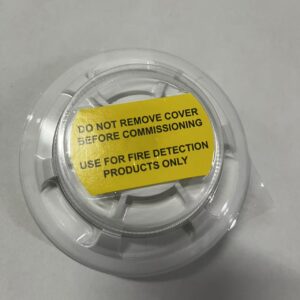 DO NOT REMOVE COVER
BEFORE COMMISSIONING
USE FOR FIRE DETECTION
PRODUCTS ONLY